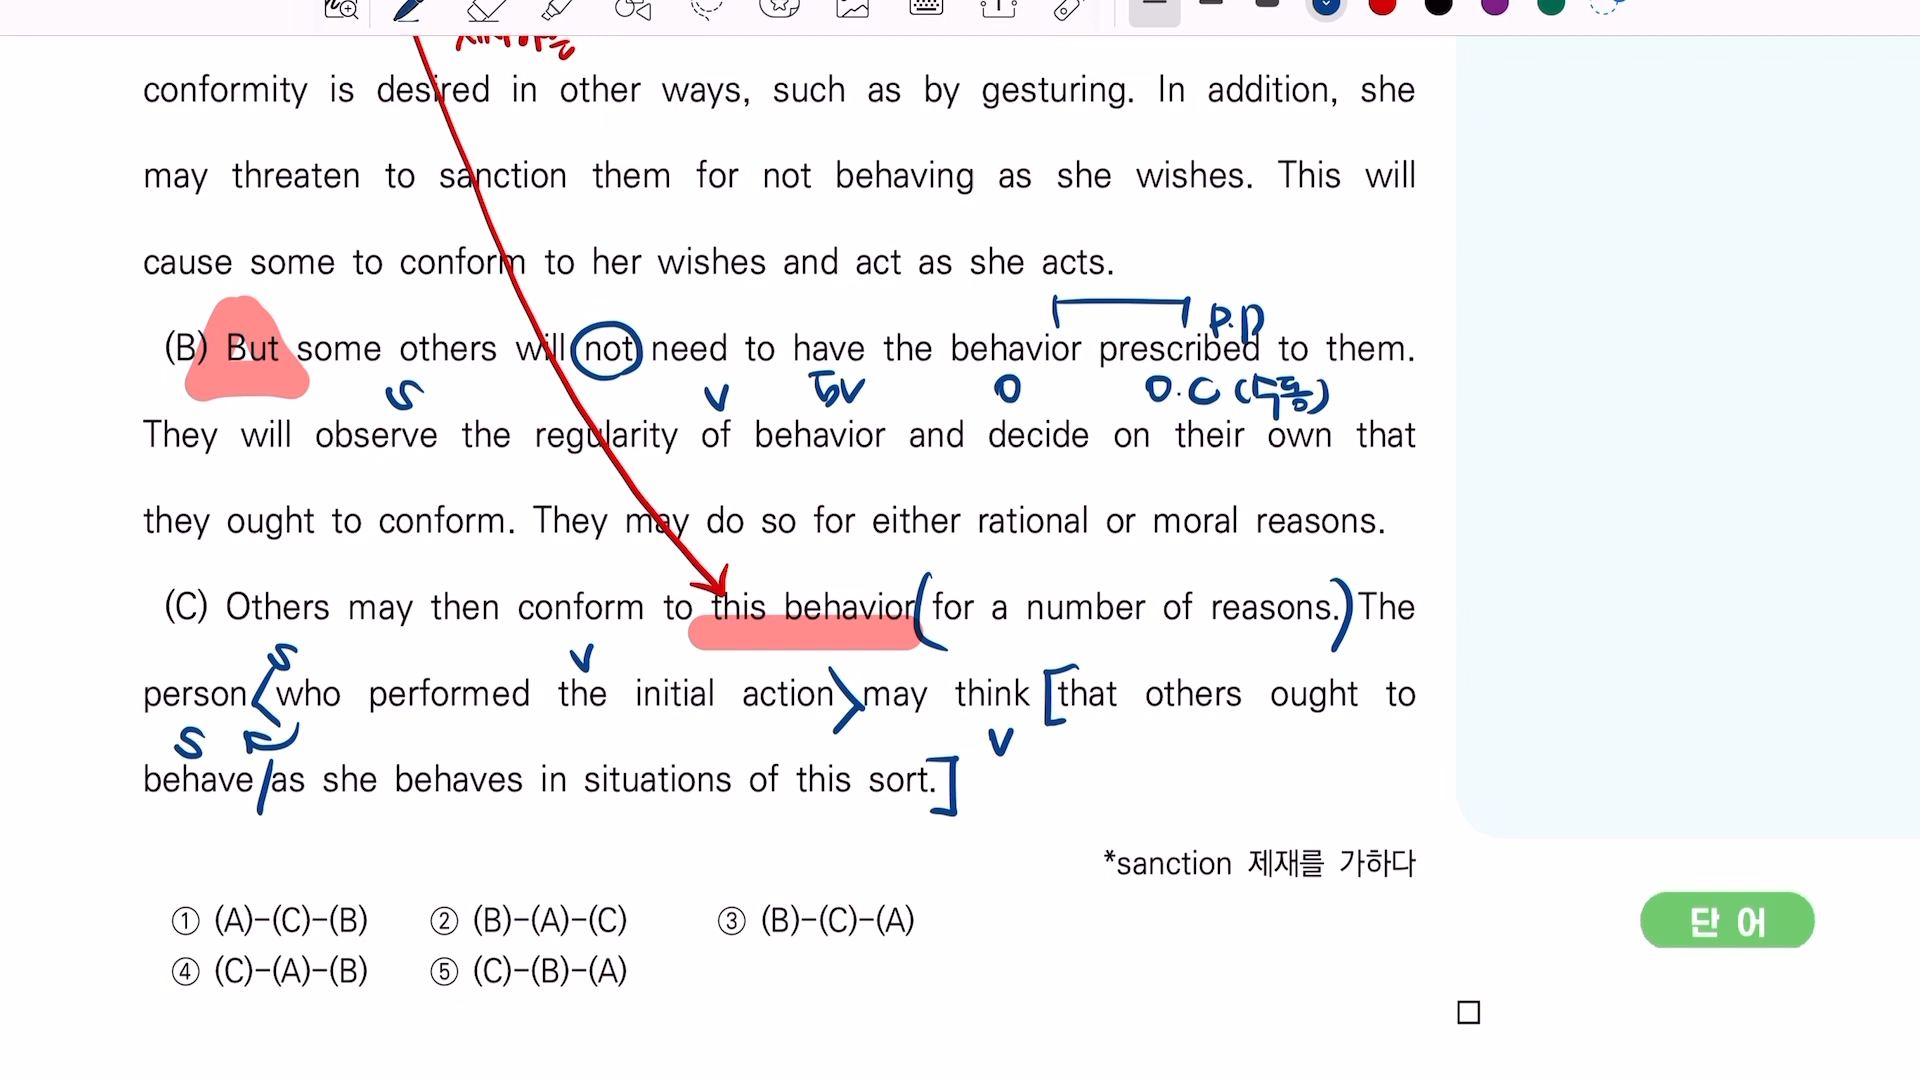 conformity is desired in other ways, such as by gesturing. In addition, she
may threaten to sanction them for not behaving as she wishes. This will
cause some to conform to her wishes and act as she acts.
P.P
(B) But some others will not need to have the behavior prescribed to them.
S V 5V O O.C (수동)
They will observe the regularity of behavior and decide on their own that
they ought to conform. They may do so for either rational or moral reasons.
(C) Others may then conform to this behavior (for a number of reasons.) The
S V
person <who performed the initial action> may think [that others ought to
S V
behave / as she behaves in situations of this sort.]
*sanction 제재를 가하다
① (A)-(C)-(B) ② (B)-(A)-(C) ③ (B)-(C)-(A)
④ (C)-(A)-(B) ⑤ (C)-(B)-(A)
단어